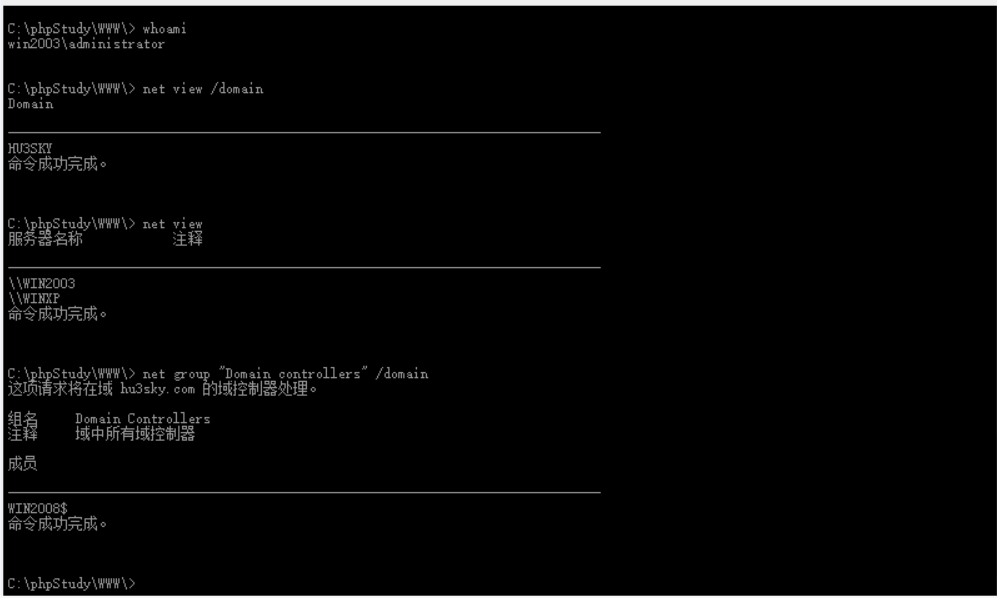 C:\phpStudy\WWW\> whoami
win2003\administrator
C:\phpStudy\WWW\> net view /domain
Domain
HU3SKY
命令成功完成。
C:\phpStudy\WWW\> net view
服务器名称 注释
\\WIN2003
\\WINXP
命令成功完成。
C:\phpStudy\WWW\> net group "Domain controllers" /domain
这项请求将在域 hu3sky.com 的域控制器处理。
组名 Domain Controllers
注释 域中所有域控制器
成员
WIN2008$
命令成功完成。
C:\phpStudy\WWW\>